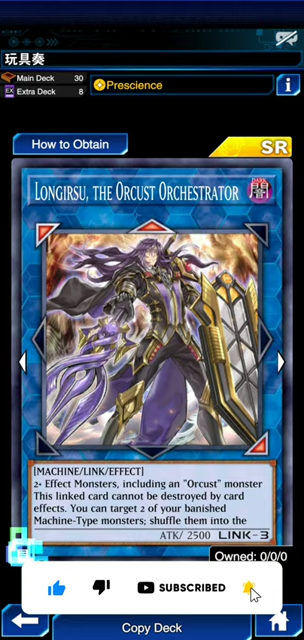 玩具奏
Main Deck 30
EX Extra Deck 8
Prescience
i
How to Obtain
SR
LONGIRSU, THE ORCUST ORCHESTRATOR
DARK
闇
[MACHINE/LINK/EFFECT]
2+ Effect Monsters, including an "Orcust" monster
This linked card cannot be destroyed by card
effects. You can target 2 of your banished
Machine-Type monsters; shuffle them into the
ATK/ 2500 LINK-3
Owned: 0/0/0
SUBSCRIBED
Copy Deck